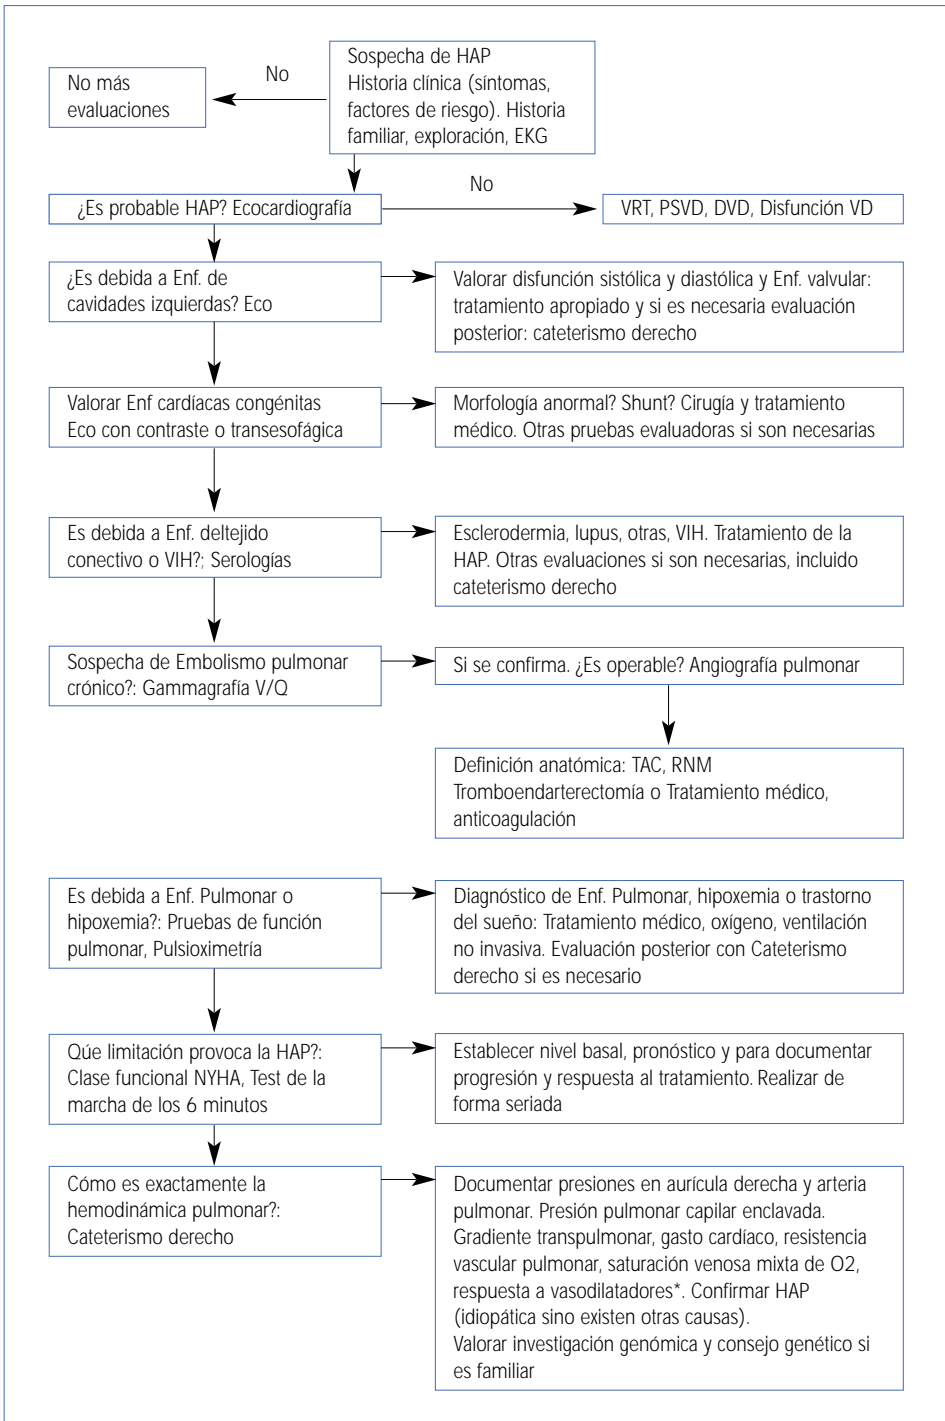 Sospecha de HAP
Historia clínica (síntomas,
factores de riesgo). Historia
familiar, exploración, EKG
No
No más
evaluaciones
¿Es probable HAP? Ecocardiografía
No
VRT, PSVD, DVD, Disfunción VD
¿Es debida a Enf. de
cavidades izquierdas? Eco
Valorar disfunción sistólica y diastólica y Enf. valvular:
tratamiento apropiado y si es necesaria evaluación
posterior: cateterismo derecho
Valorar Enf cardíacas congénitas
Eco con contraste o transesofágica
Morfología anormal? Shunt? Cirugía y tratamiento
médico. Otras pruebas evaluadoras si son necesarias
Es debida a Enf. deltejido
conectivo o VIH?; Serologías
Esclerodermia, lupus, otras, VIH. Tratamiento de la
HAP. Otras evaluaciones si son necesarias, incluido
cateterismo derecho
Sospecha de Embolismo pulmonar
crónico?: Gammagrafía V/Q
Si se confirma. ¿Es operable? Angiografía pulmonar
Definición anatómica: TAC, RNM
Tromboendarterectomía o Tratamiento médico,
anticoagulación
Es debida a Enf. Pulmonar o
hipoxemia?: Pruebas de función
pulmonar, Pulsioximetría
Diagnóstico de Enf. Pulmonar, hipoxemia o trastorno
del sueño: Tratamiento médico, oxígeno, ventilación
no invasiva. Evaluación posterior con Cateterismo
derecho si es necesario
Qúe limitación provoca la HAP?:
Clase funcional NYHA, Test de la
marcha de los 6 minutos
Establecer nivel basal, pronóstico y para documentar
progresión y respuesta al tratamiento. Realizar de
forma seriada
Cómo es exactamente la
hemodinámica pulmonar?:
Cateterismo derecho
Documentar presiones en aurícula derecha y arteria
pulmonar. Presión pulmonar capilar enclavada.
Gradiente transpulmonar, gasto cardíaco, resistencia
vascular pulmonar, saturación venosa mixta de O2,
respuesta a vasodilatadores*. Confirmar HAP
(idiopática sino existen otras causas).
Valorar investigación genómica y consejo genético si
es familiar